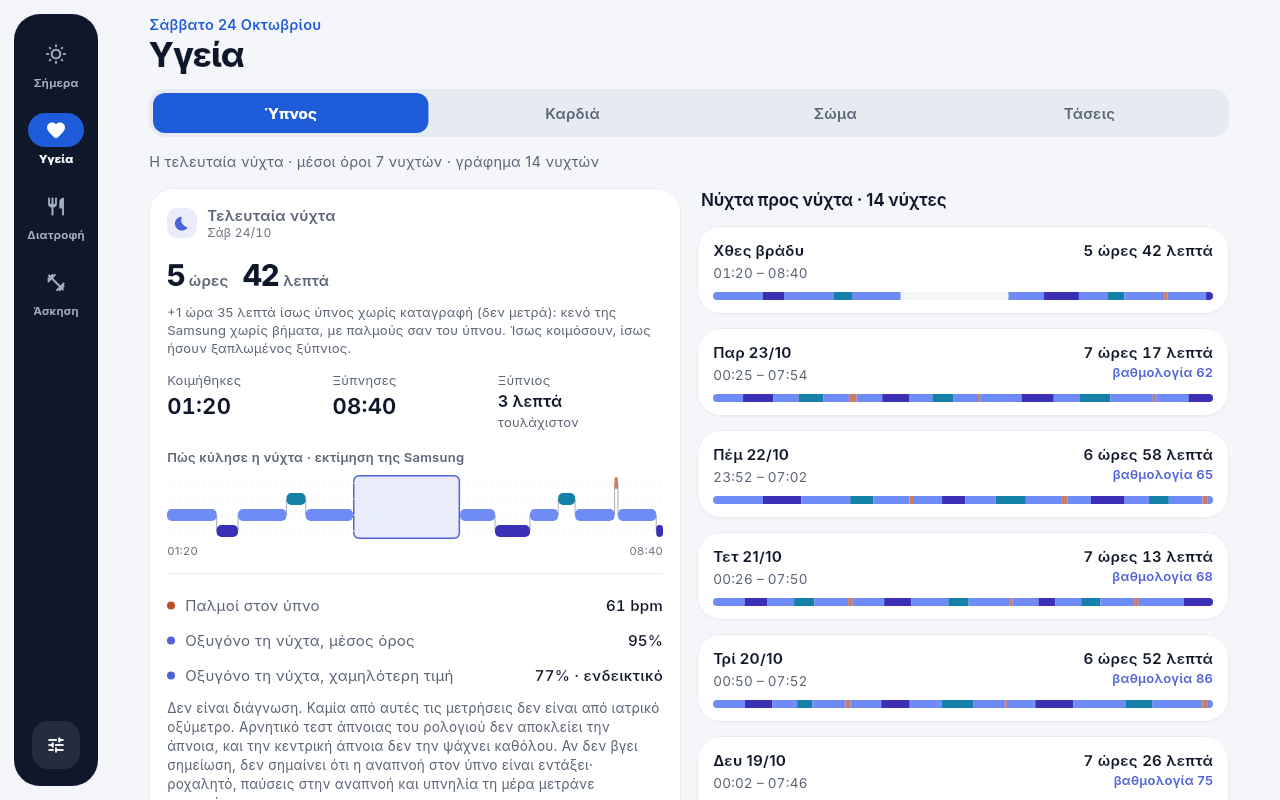 Σήμερα
Υγεία
Διατροφή
Άσκηση
Σάββατο 24 Οκτωβρίου
Υγεία
Ύπνος
Καρδιά
Σώμα
Τάσεις
Η τελευταία νύχτα · μέσοι όροι 7 νυχτών · γράφημα 14 νυχτών
Τελευταία νύχτα
Σάβ 24/10
5 ώρες 42 λεπτά
+1 ώρα 35 λεπτά ίσως ύπνος χωρίς καταγραφή (δεν μετρά): κενό της
Samsung χωρίς βήματα, με παλμούς σαν του ύπνου. Ίσως κοιμόσουν, ίσως
ήσουν ξαπλωμένος ξύπνιος.
Κοιμήθηκες
01:20
Ξύπνησες
08:40
Ξύπνιος
3 λεπτά
τουλάχιστον
Πώς κύλησε η νύχτα · εκτίμηση της Samsung
01:20
08:40
Παλμοί στον ύπνο
61 bpm
Οξυγόνο τη νύχτα, μέσος όρος
95%
Οξυγόνο τη νύχτα, χαμηλότερη τιμή
77% · ενδεικτικό
Δεν είναι διάγνωση. Καμία από αυτές τις μετρήσεις δεν είναι από ιατρικό
οξύμετρο. Αρνητικό τεστ άπνοιας του ρολογιού δεν αποκλείει την
άπνοια, και την κεντρική άπνοια δεν την ψάχνει καθόλου. Αν δεν βγει
σημείωση, δεν σημαίνει ότι η αναπνοή στον ύπνο είναι εντάξει·
ροχαλητό, παύσεις στην αναπνοή και υπνηλία τη μέρα μετράνε
Νύχτα προς νύχτα · 14 νύχτες
Χθες βράδυ
5 ώρες 42 λεπτά
01:20 – 08:40
Παρ 23/10
7 ώρες 17 λεπτά
00:25 – 07:54
βαθμολογία 62
Πέμ 22/10
6 ώρες 58 λεπτά
23:52 – 07:02
βαθμολογία 65
Τετ 21/10
7 ώρες 13 λεπτά
00:26 – 07:50
βαθμολογία 68
Τρί 20/10
6 ώρες 52 λεπτά
00:50 – 07:52
βαθμολογία 86
Δευ 19/10
7 ώρες 26 λεπτά
00:02 – 07:46
βαθμολογία 75